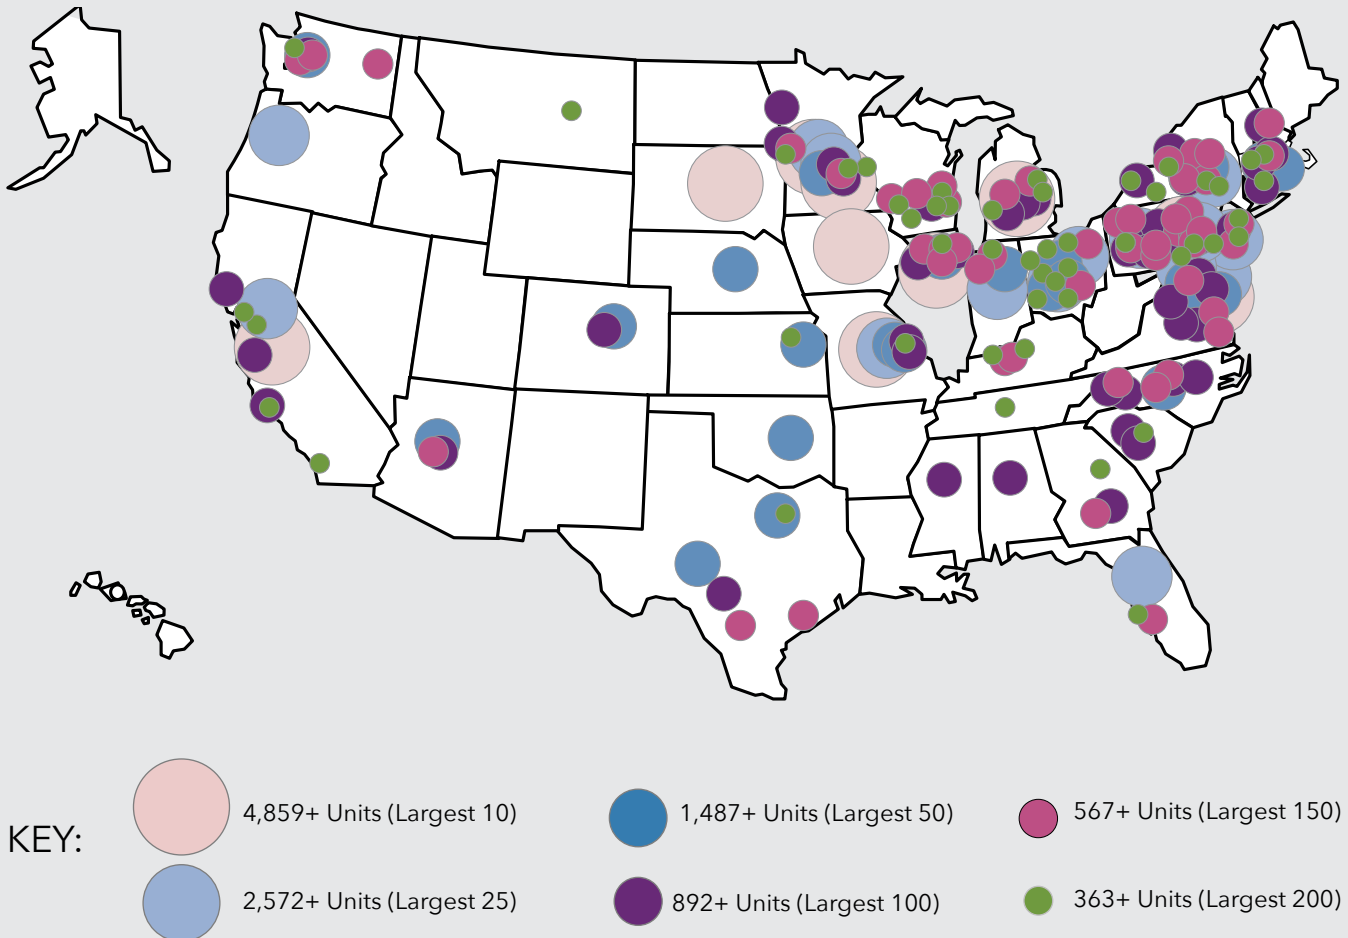 4,859+ Units (Largest 10)
1,487+ Units (Largest 50)
567+ Units (Largest 150)
KEY:
2,572+ Units (Largest 25)
892+ Units (Largest 100)
363+ Units (Largest 200)